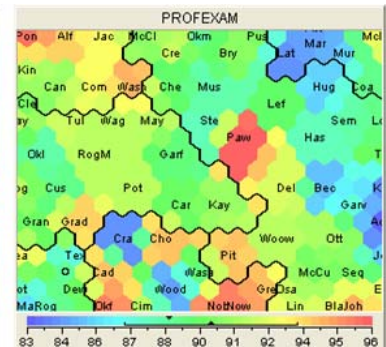 PROFEXAM
Pon Alf Jac McCl Okm Pus Mar McI
Cre Bry Lat Mur
Kin
Can Com Wash Che Mus Hug Coa
Cle Lef
Tul Wag May Ste Sem
Paw Has
Okl RogM Garf
Cus Pot Del Bec
Car Kay Garv
Gran Grad
Cra Cho Woow Ott
Tex Pit
Cad Wash McCu Seq
Dew Wood
MaRog Okf Cim NotNow Lin BlaJoh
83 84 86 87 88 89 90 91 92 94 95 96